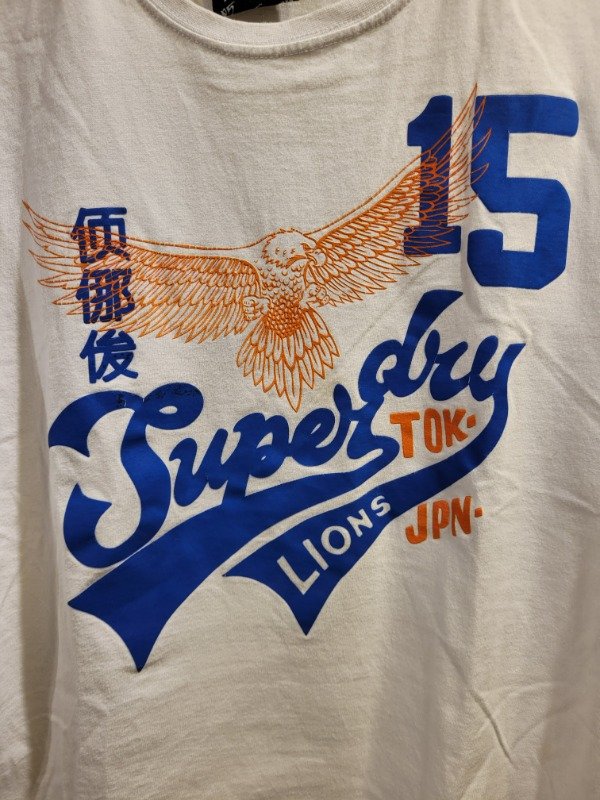 15
Superdry
TOK-
LIONS
JPN-